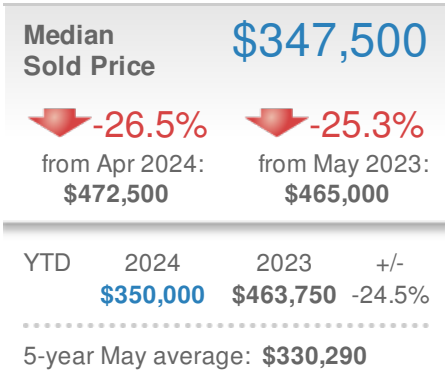 Median
Sold Price
$347,500
-26.5% -25.3%
from Apr 2024: from May 2023:
$472,500 $465,000
YTD 2024 2023 +/-
$350,000 $463,750 -24.5%
5-year May average: $330,290